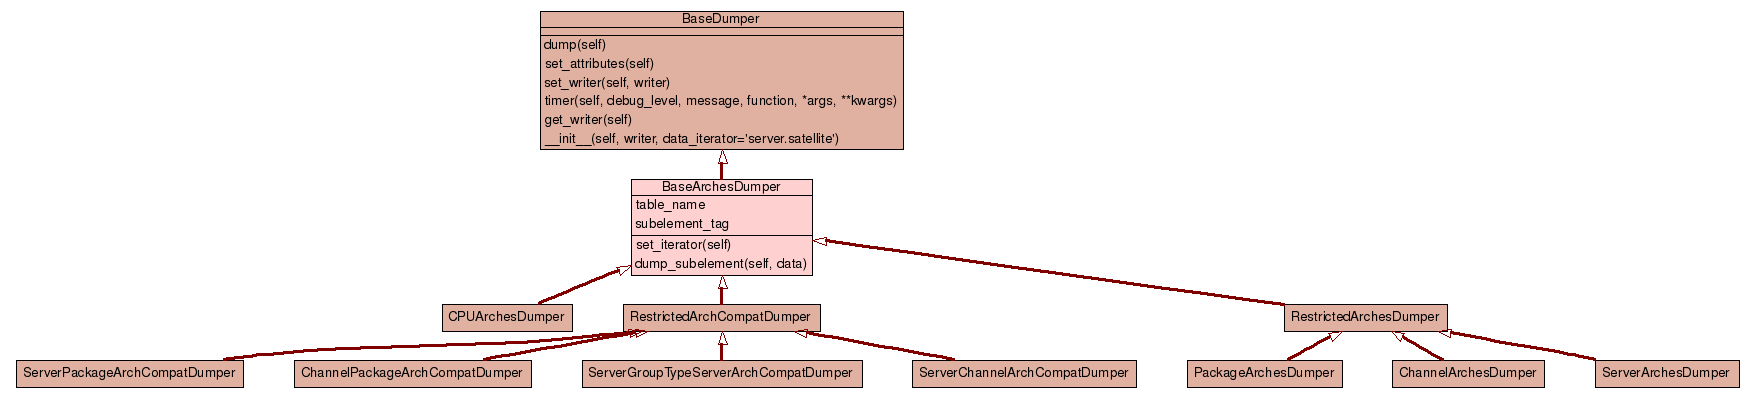 BaseDumper
dump(self)
set_attributes(self)
set_writer(self, writer)
timer(self, debug_level, message, function, *args, **kwargs)
get_writer(self)
__init__(self, writer, data_iterator='server.satellite')
BaseArchesDumper
table_name
subelement_tag
set_iterator(self)
dump_subelement(self, data)
CPUArchesDumper
RestrictedArchCompatDumper
RestrictedArchesDumper
ServerPackageArchCompatDumper
ChannelPackageArchCompatDumper
ServerGroupTypeServerArchCompatDumper
ServerChannelArchCompatDumper
PackageArchesDumper
ChannelArchesDumper
ServerArchesDumper